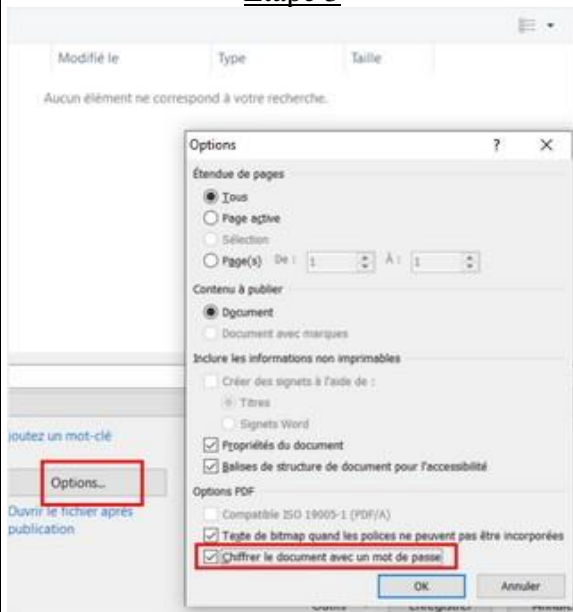 Modifié le Type Taille
Aucun élément ne correspond à votre recherche.
Options ? X
Étendue de pages
Tous
Page active
Sélection
Page(s) De : 1 À : 1
Contenu à publier
Document
Document avec marques
Inclure les informations non imprimables
Créer des signets à l'aide de :
Titres
Signets Word
joutez un mot-clé
Propriétés du document
Balises de structure de document pour l'accessibilité
Options...
Options PDF
Ouvrir le fichier après
publication
Compatible ISO 19005-1 (PDF/A)
Texte de bitmap quand les polices ne peuvent pas être incorporées
Chiffrer le document avec un mot de passe
OK Annuler